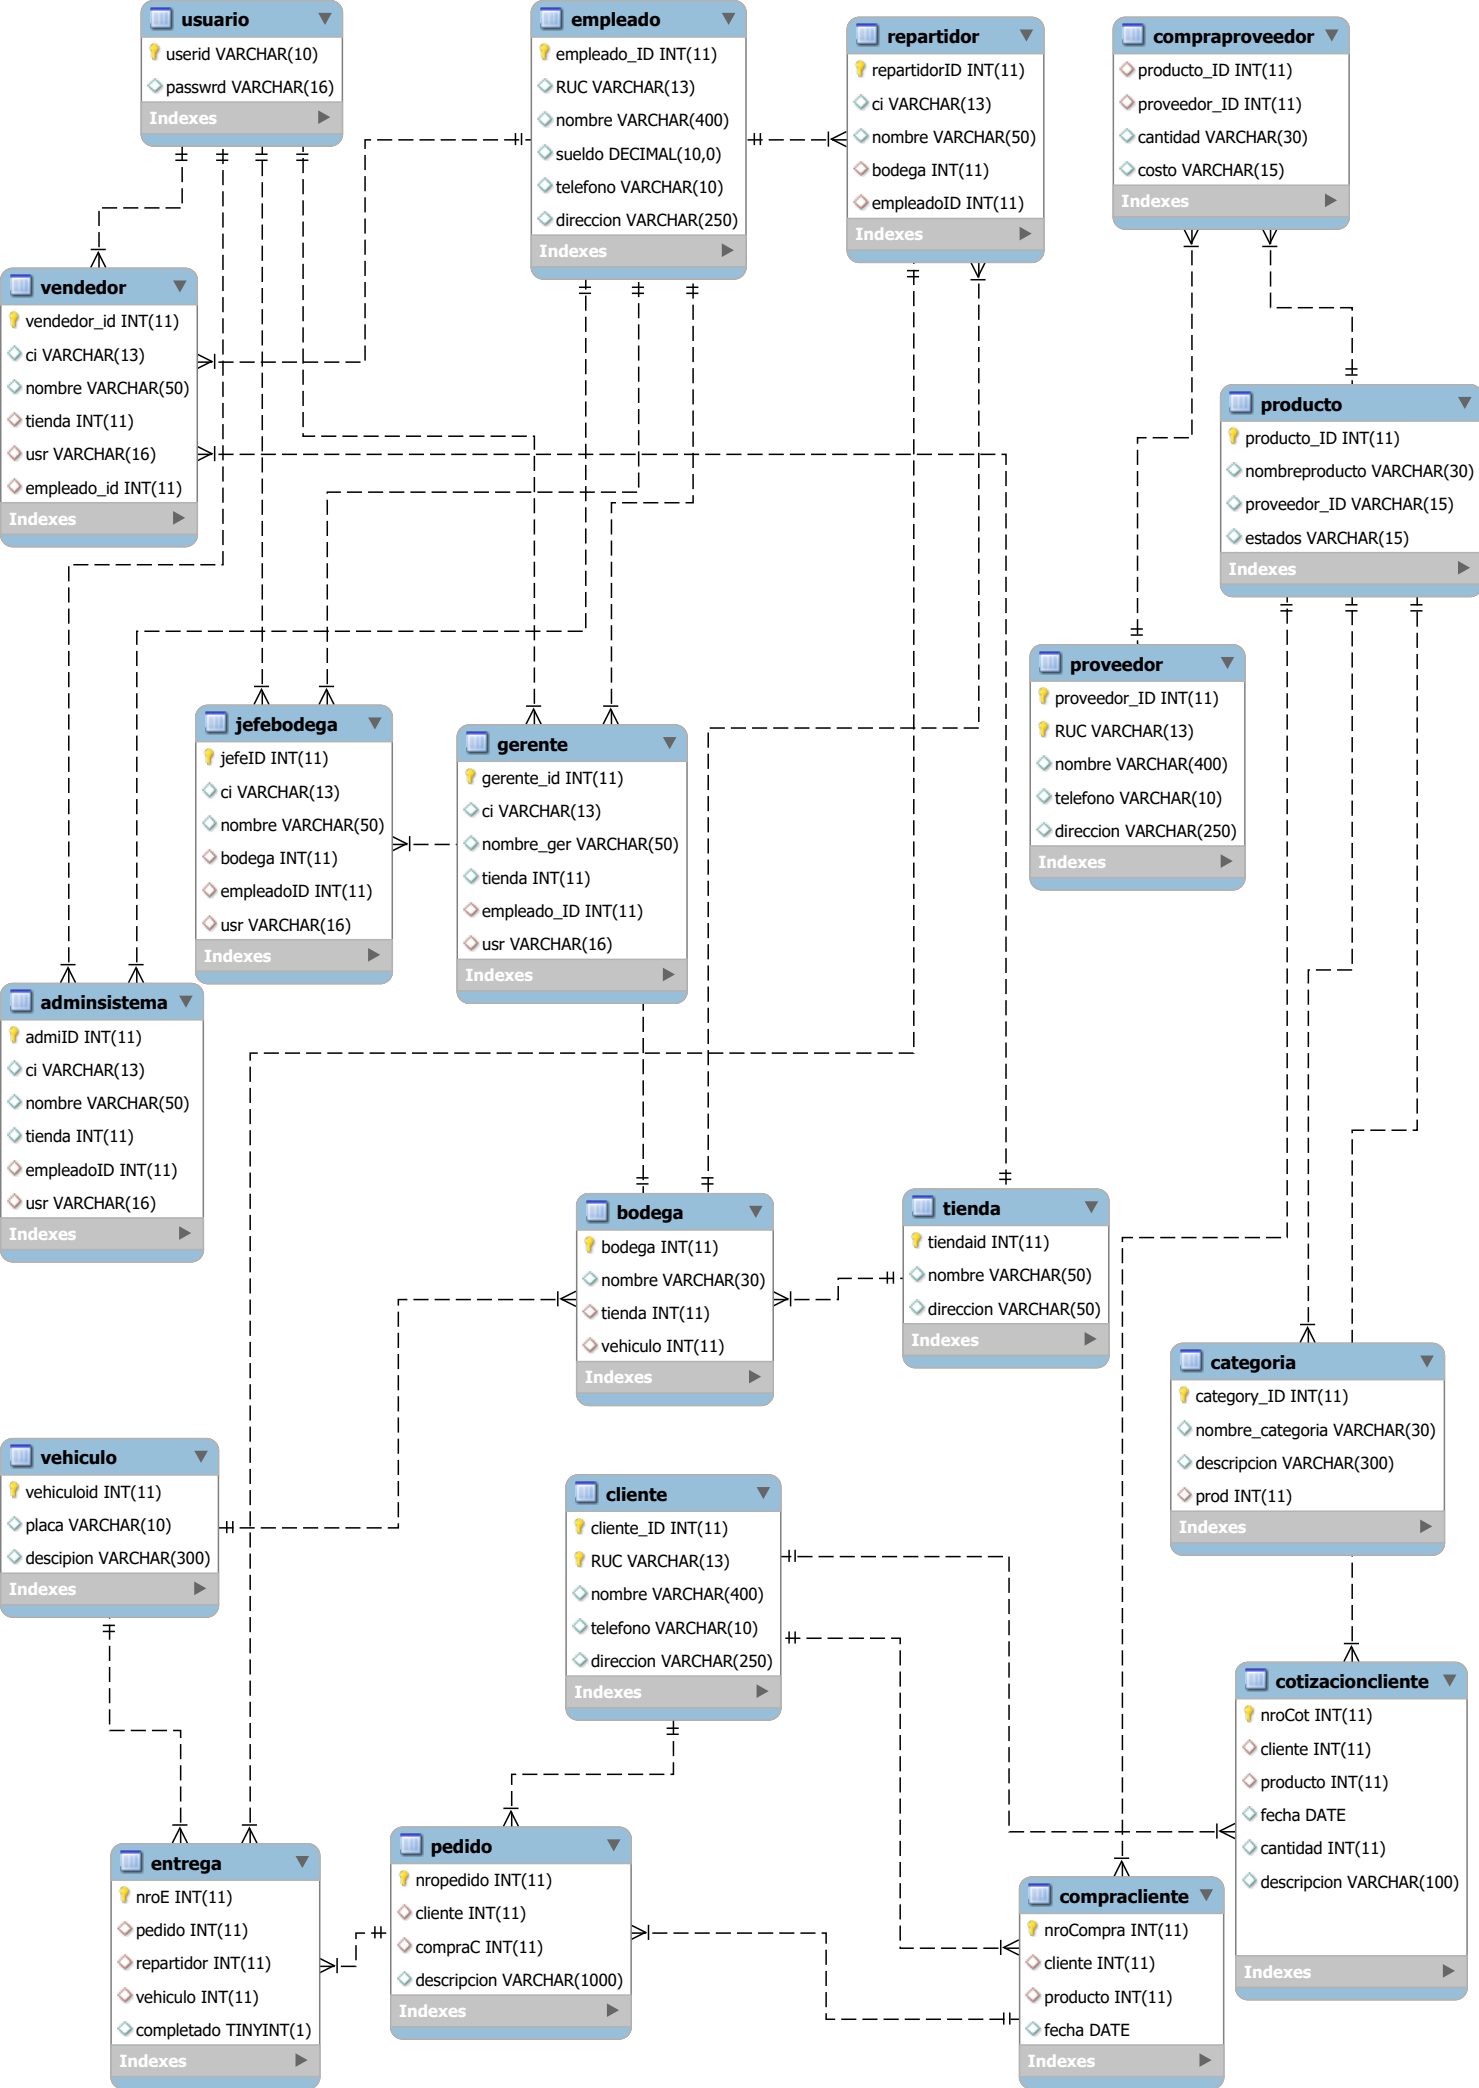 usuario
userid VARCHAR(10)
passwrd VARCHAR(16)
Indexes
empleado
empleado_ID INT(11)
RUC VARCHAR(13)
nombre VARCHAR(400)
sueldo DECIMAL(10,0)
telefono VARCHAR(10)
direccion VARCHAR(250)
Indexes
repartidor
repartidorID INT(11)
ci VARCHAR(13)
nombre VARCHAR(50)
bodega INT(11)
empleadoID INT(11)
Indexes
compraproveedor
producto_ID INT(11)
proveedor_ID INT(11)
cantidad VARCHAR(30)
costo VARCHAR(15)
Indexes
vendedor
vendedor_id INT(11)
ci VARCHAR(13)
nombre VARCHAR(50)
tienda INT(11)
usr VARCHAR(16)
empleado_id INT(11)
Indexes
producto
producto_ID INT(11)
nombreproducto VARCHAR(30)
proveedor_ID VARCHAR(15)
estados VARCHAR(15)
Indexes
proveedor
proveedor_ID INT(11)
RUC VARCHAR(13)
nombre VARCHAR(400)
telefono VARCHAR(10)
direccion VARCHAR(250)
Indexes
jefebodega
jefeID INT(11)
ci VARCHAR(13)
nombre VARCHAR(50)
bodega INT(11)
empleadoID INT(11)
usr VARCHAR(16)
Indexes
gerente
gerente_id INT(11)
ci VARCHAR(13)
nombre_ger VARCHAR(50)
tienda INT(11)
empleado_ID INT(11)
usr VARCHAR(16)
Indexes
adminsistema
admiID INT(11)
ci VARCHAR(13)
nombre VARCHAR(50)
tienda INT(11)
empleadoID INT(11)
usr VARCHAR(16)
Indexes
bodega
bodega INT(11)
nombre VARCHAR(30)
tienda INT(11)
vehiculo INT(11)
Indexes
tienda
tiendaid INT(11)
nombre VARCHAR(50)
direccion VARCHAR(50)
Indexes
categoria
category_ID INT(11)
nombre_categoria VARCHAR(30)
descripcion VARCHAR(300)
prod INT(11)
Indexes
vehiculo
vehiculoid INT(11)
placa VARCHAR(10)
descipion VARCHAR(300)
Indexes
cliente
cliente_ID INT(11)
RUC VARCHAR(13)
nombre VARCHAR(400)
telefono VARCHAR(10)
direccion VARCHAR(250)
Indexes
cotizacioncliente
nroCot INT(11)
cliente INT(11)
producto INT(11)
fecha DATE
cantidad INT(11)
descripcion VARCHAR(100)
Indexes
entrega
nroE INT(11)
pedido INT(11)
repartidor INT(11)
vehiculo INT(11)
completado TINYINT(1)
Indexes
pedido
nropedido INT(11)
cliente INT(11)
compraC INT(11)
descripcion VARCHAR(1000)
Indexes
compracliente
nroCompra INT(11)
cliente INT(11)
producto INT(11)
fecha DATE
Indexes